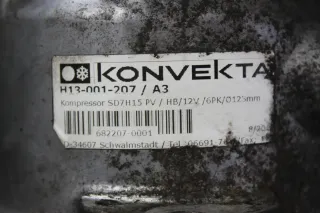 KONVEKTA
H13-001-207 / A3
Kompressor SD7H15 PV / HB/12V /6PK/Ø125mm
682207 0001
34607 Schwalmstadt / Tel. 06691